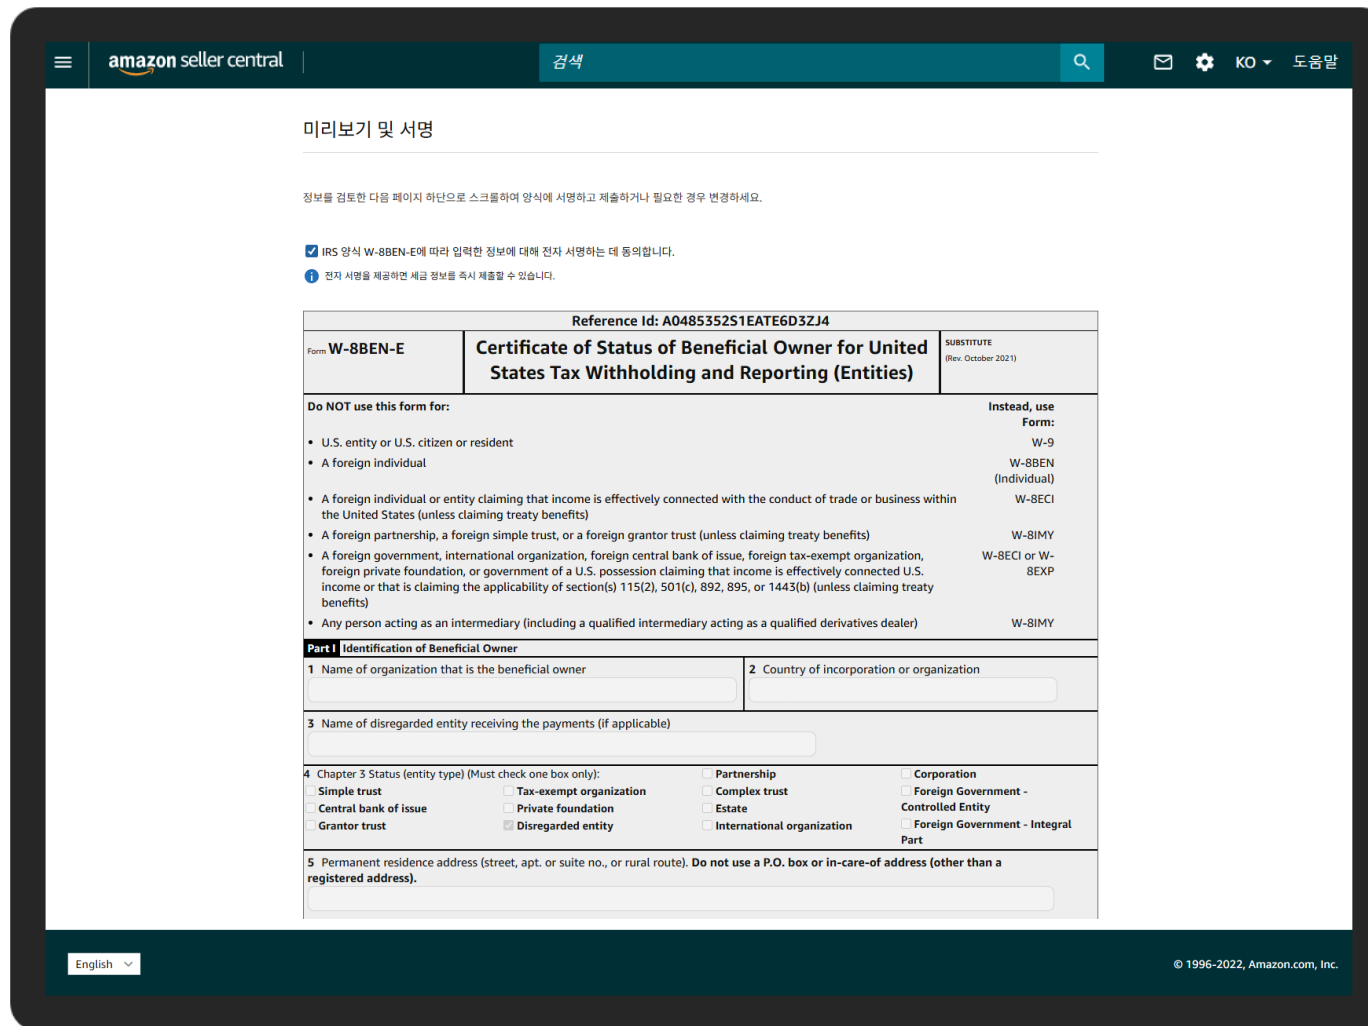 amazon seller central
검색
KO
도움말
미리보기 및 서명
정보를 검토한 다음 페이지 하단으로 스크롤하여 양식에 서명하고 제출하거나 필요한 경우 변경하세요.
IRS 양식 W-8BEN-E에 따라 입력한 정보에 대해 전자 서명하는 데 동의합니다.
전자 서명을 제공하면 세금 정보를 즉시 제출할 수 있습니다.
Reference Id: A0485352S1EATE6D3ZJ4
Form W-8BEN-E
Certificate of Status of Beneficial Owner for United
States Tax Withholding and Reporting (Entities)
SUBSTITUTE
(Rev. October 2021)
Do NOT use this form for:
Instead, use
Form:
• U.S. entity or U.S. citizen or resident
W-9
• A foreign individual
W-8BEN
(Individual)
• A foreign individual or entity claiming that income is effectively connected with the conduct of trade or business within
the United States (unless claiming treaty benefits)
W-8ECI
• A foreign partnership, a foreign simple trust, or a foreign grantor trust (unless claiming treaty benefits)
W-8IMY
• A foreign government, international organization, foreign central bank of issue, foreign tax-exempt organization,
foreign private foundation, or government of a U.S. possession claiming that income is effectively connected U.S.
income or that is claiming the applicability of section(s) 115(2), 501(c), 892, 895, or 1443(b) (unless claiming treaty
benefits)
W-8ECI or W-
8EXP
• Any person acting as an intermediary (including a qualified intermediary acting as a qualified derivatives dealer)
W-8IMY
Part I Identification of Beneficial Owner
1 Name of organization that is the beneficial owner
2 Country of incorporation or organization
3 Name of disregarded entity receiving the payments (if applicable)
4 Chapter 3 Status (entity type) (Must check one box only):
Partnership
Corporation
Simple trust
Tax-exempt organization
Complex trust
Foreign Government -
Controlled Entity
Central bank of issue
Private foundation
Estate
Grantor trust
Disregarded entity
International organization
Foreign Government - Integral
Part
5 Permanent residence address (street, apt. or suite no., or rural route). Do not use a P.O. box or in-care-of address (other than a
registered address).
English
© 1996-2022, Amazon.com, Inc.